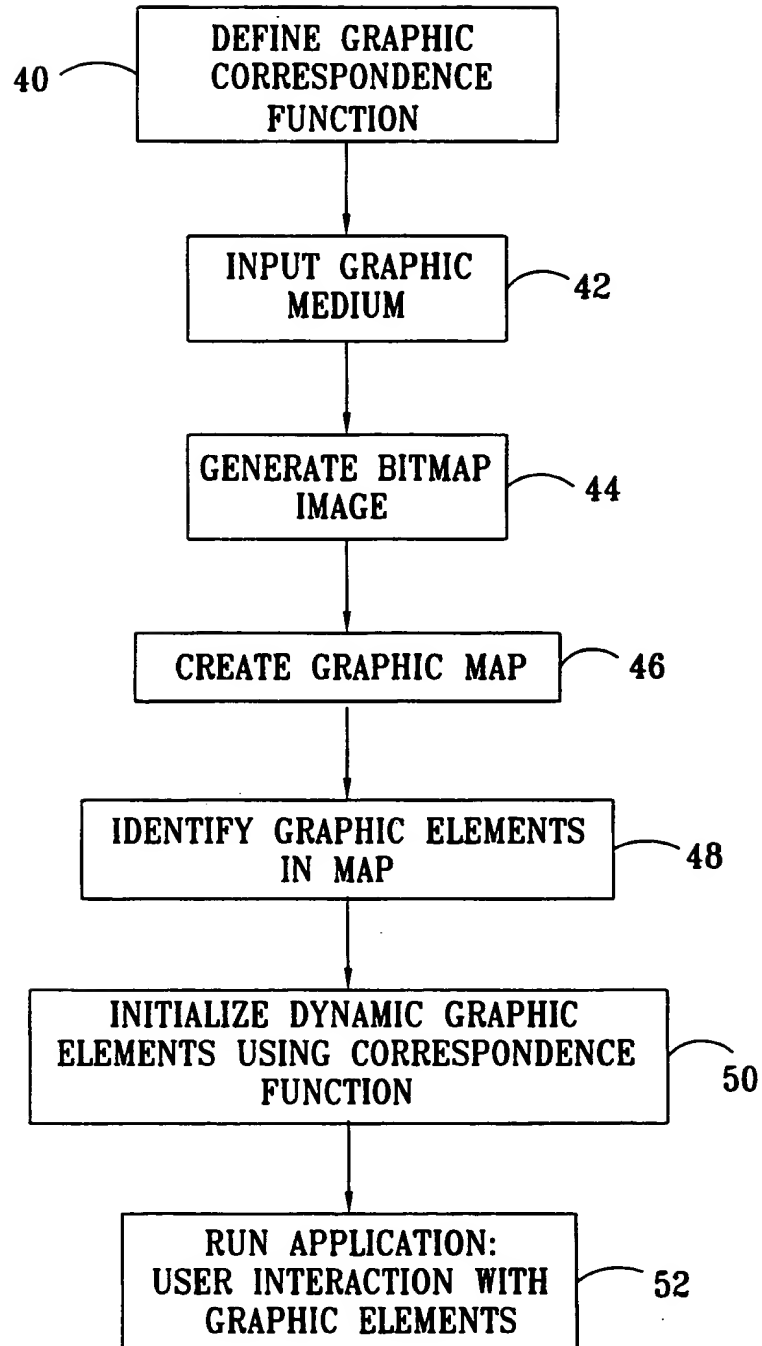 DEFINE GRAPHIC
CORRESPONDENCE
FUNCTION
40
INPUT GRAPHIC
MEDIUM
42
GENERATE BITMAP
IMAGE
44
CREATE GRAPHIC MAP
46
IDENTIFY GRAPHIC ELEMENTS
IN MAP
48
INITIALIZE DYNAMIC GRAPHIC
ELEMENTS USING CORRESPONDENCE
FUNCTION
50
RUN APPLICATION:
USER INTERACTION WITH
GRAPHIC ELEMENTS
52